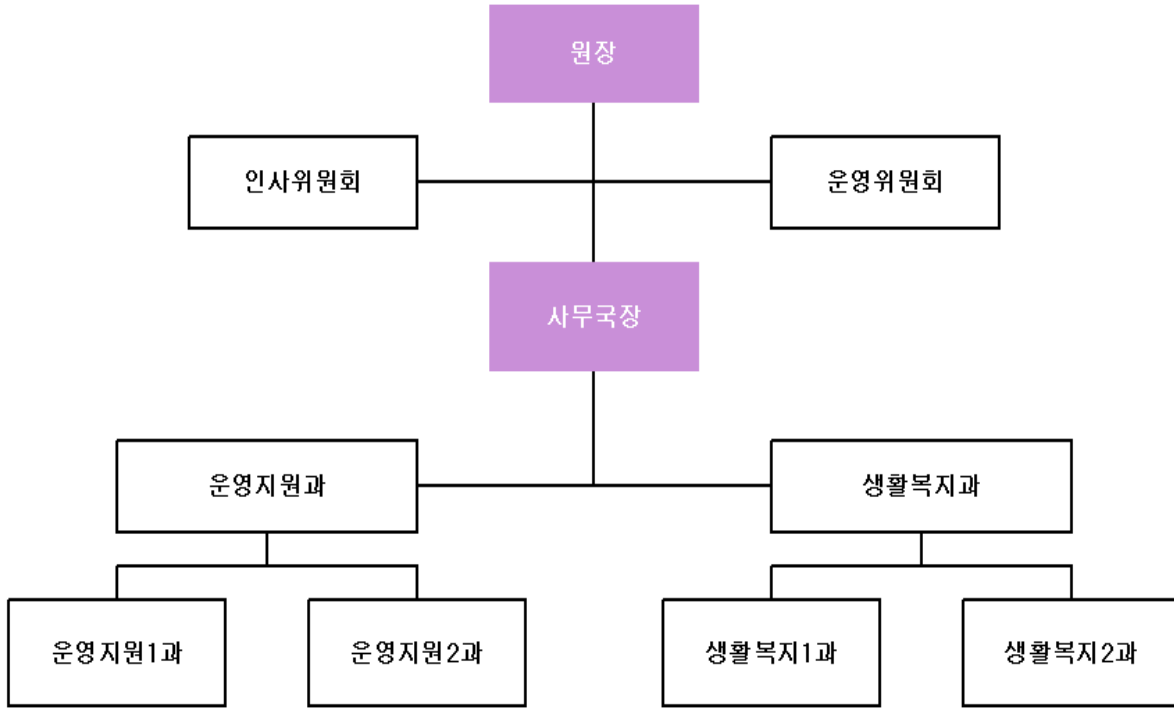 원장
인사위원회
운영위원회
사무국장
운영지원과
생활복지과
운영지원1과
운영지원2과
생활복지1과
생활복지2과